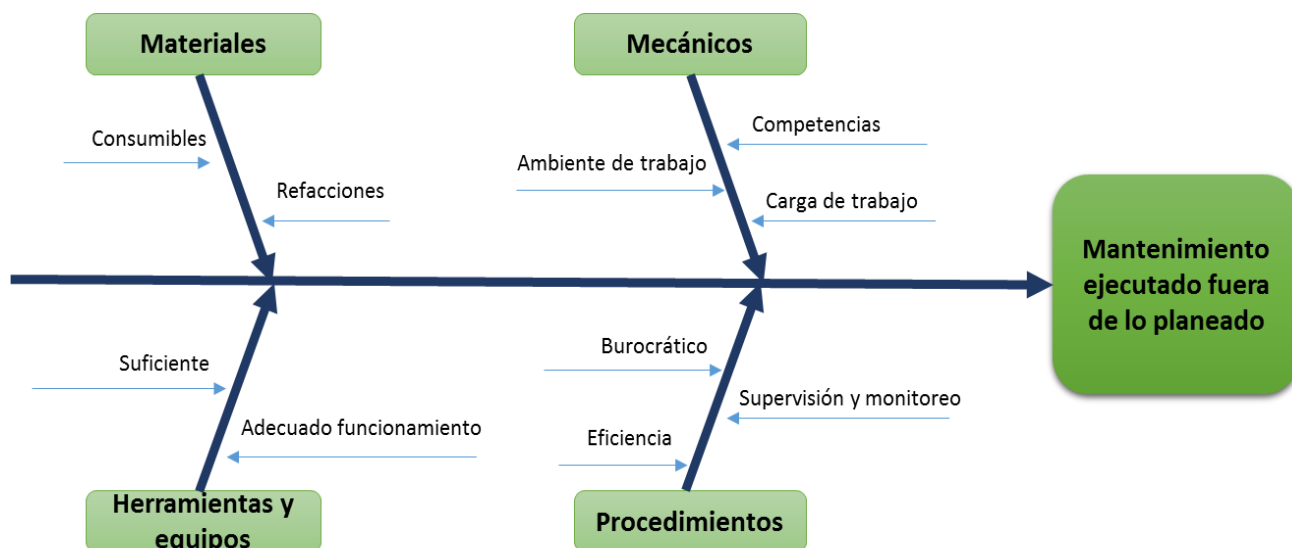 Materiales
Mecánicos
Consumibles
Refacciones
Competencias
Ambiente de trabajo
Carga de trabajo
Mantenimiento
ejecutado fuera
de lo planeado
Suficiente
Adecuado funcionamiento
Burocrático
Supervisión y monitoreo
Eficiencia
Herramientas y
equipos
Procedimientos